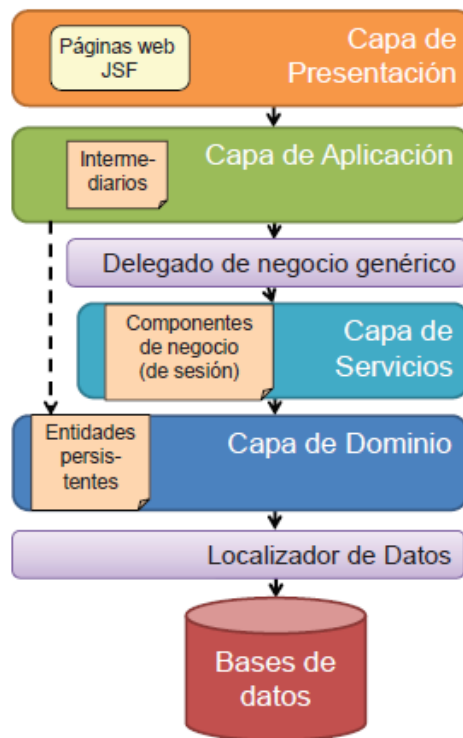 Páginas web
JSF
Capa de
Presentación
Interme-
diarios
Capa de Aplicación
Delegado de negocio genérico
Componentes
de negocio
(de sesión)
Capa de
Servicios
Entidades
persis-
tentes
Capa de Dominio
Localizador de Datos
Bases de
datos